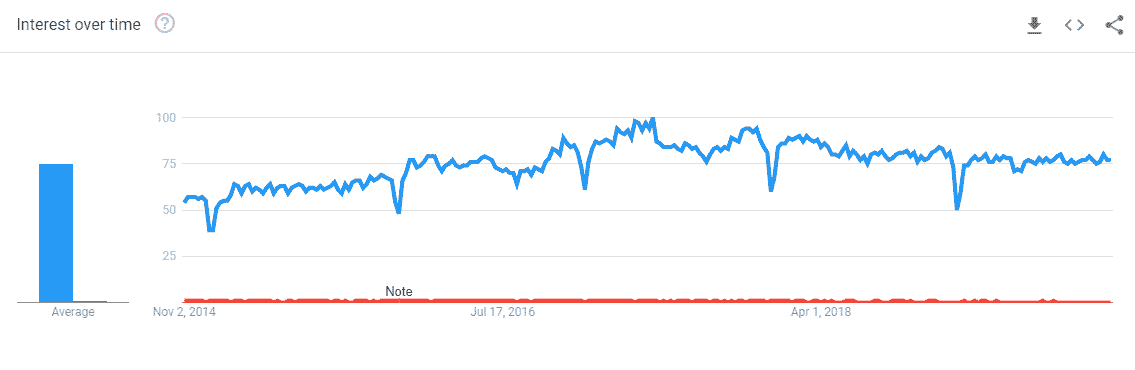 Interest over time ?
100
75
50
25
Note
Average
Nov 2, 2014
Jul 17, 2016
Apr 1, 2018